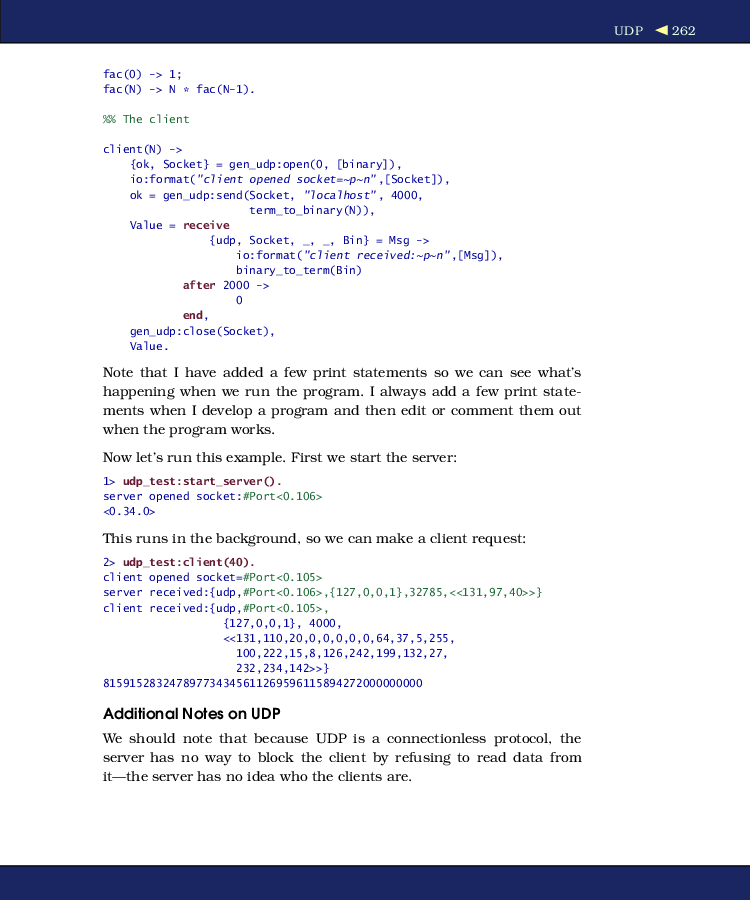 UDP ◀ 262
fac(0) -> 1;
fac(N) -> N * fac(N-1).
%% The client
client(N) ->
    {ok, Socket} = gen_udp:open(0, [binary]),
    io:format("client opened socket=~p~n",[Socket]),
    ok = gen_udp:send(Socket, "localhost", 4000,
                      term_to_binary(N)),
    Value = receive
                {udp, Socket, _, _, Bin} = Msg ->
                    io:format("client received:~p~n",[Msg]),
                    binary_to_term(Bin)
            after 2000 ->
                    0
            end,
    gen_udp:close(Socket),
    Value.
Note that I have added a few print statements so we can see what's
happening when we run the program. I always add a few print state-
ments when I develop a program and then edit or comment them out
when the program works.
Now let's run this example. First we start the server:
1> udp_test:start_server().
server opened socket:#Port<0.106>
<0.34.0>
This runs in the background, so we can make a client request:
2> udp_test:client(40).
client opened socket=#Port<0.105>
server received:{udp,#Port<0.106>,{127,0,0,1},32785,<<131,97,40>>}
client received:{udp,#Port<0.105>,
                  {127,0,0,1}, 4000,
                  <<131,110,20,0,0,0,0,0,64,37,5,255,
                    100,222,15,8,126,242,199,132,27,
                    232,234,142>>}
815915283247897734345611269596115894272000000000
Additional Notes on UDP
We should note that because UDP is a connectionless protocol, the
server has no way to block the client by refusing to read data from
it—the server has no idea who the clients are.